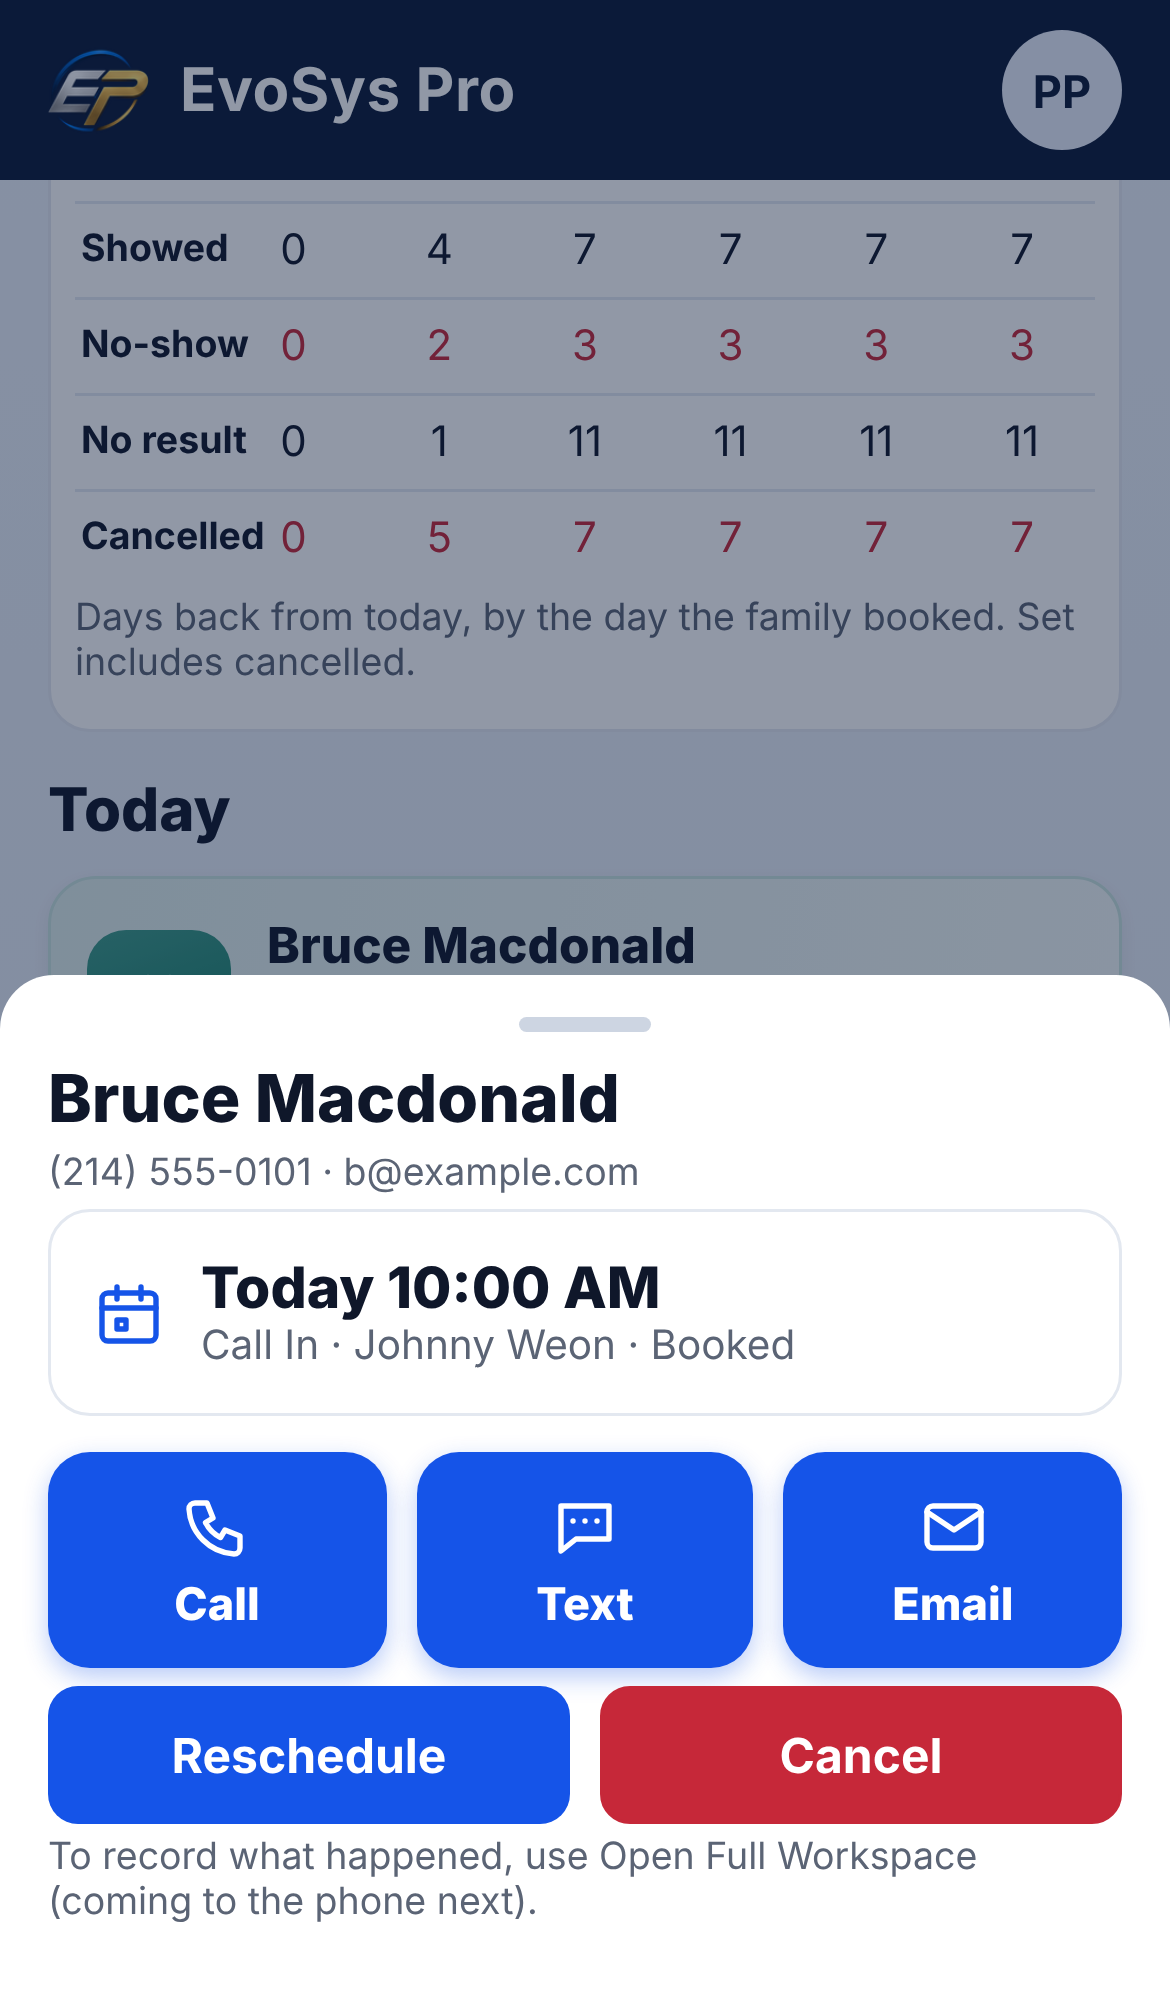 EP EvoSys Pro PP
Showed 0 4 7 7 7 7
No-show 0 2 3 3 3 3
No result 0 1 11 11 11 11
Cancelled 0 5 7 7 7 7
Days back from today, by the day the family booked. Set
includes cancelled.
Today
Bruce Macdonald
Bruce Macdonald
(214) 555-0101 · b@example.com
Today 10:00 AM
Call In · Johnny Weon · Booked
Call Text Email
Reschedule Cancel
To record what happened, use Open Full Workspace
(coming to the phone next).